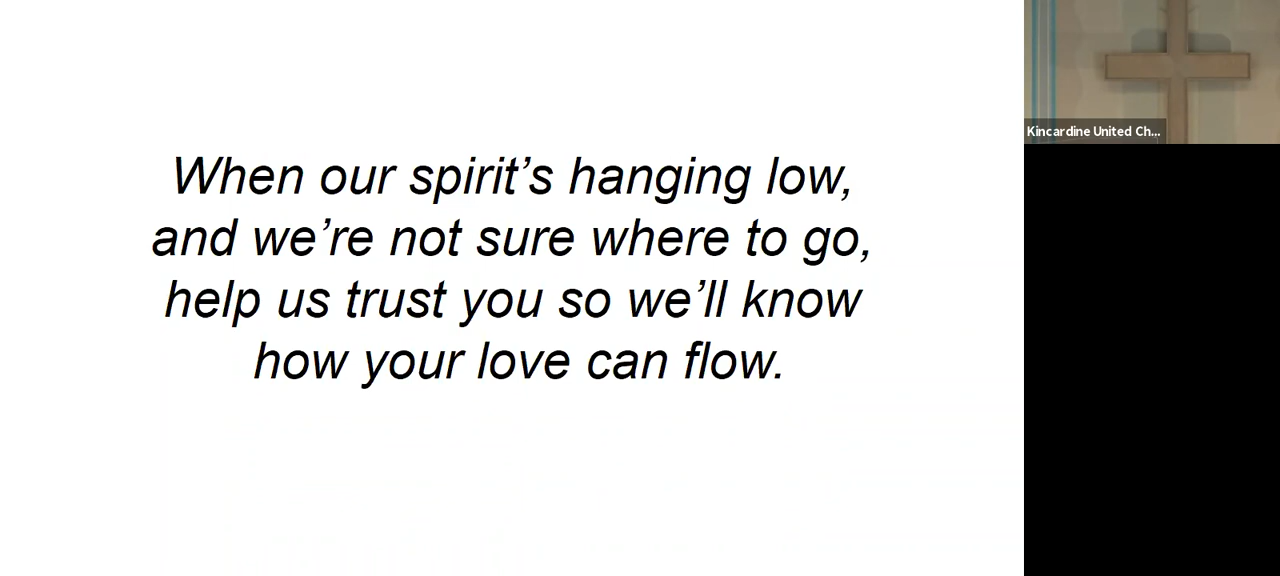 When our spirit’s hanging low,
and we’re not sure where to go,
help us trust you so we’ll know
how your love can flow.
Kincardine United Ch...